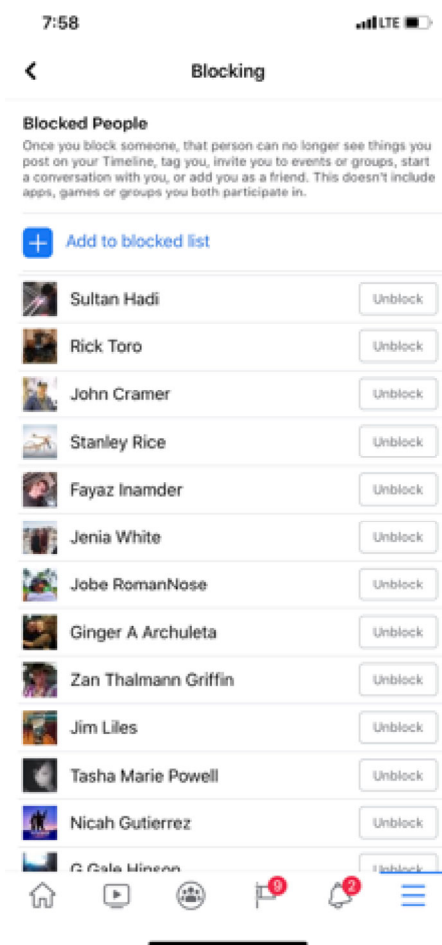 7:58
LTE
Blocking
Blocked People
Once you block someone, that person can no longer see things you
post on your Timeline, tag you, invite you to events or groups, start
a conversation with you, or add you as a friend. This doesn't include
apps, games or groups you both participate in.
Add to blocked list
Sultan Hadi Unblock
Rick Toro Unblock
John Cramer Unblock
Stanley Rice Unblock
Fayaz Inamder Unblock
Jenia White Unblock
Jobe RomanNose Unblock
Ginger A Archuleta Unblock
Zan Thalmann Griffin Unblock
Jim Liles Unblock
Tasha Marie Powell Unblock
Nicah Gutierrez Unblock
G Gale Hinson Unblock
9 2